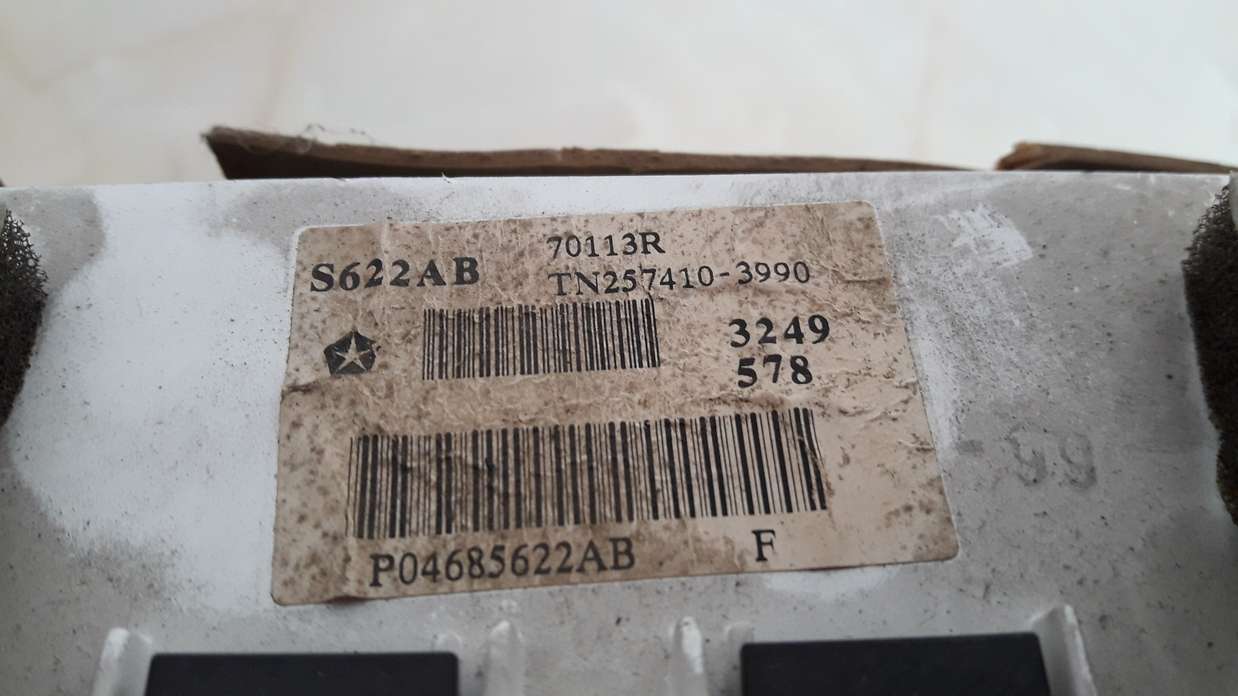 70113R
S622AB TN257410-3990
3249
578
P04685622AB F